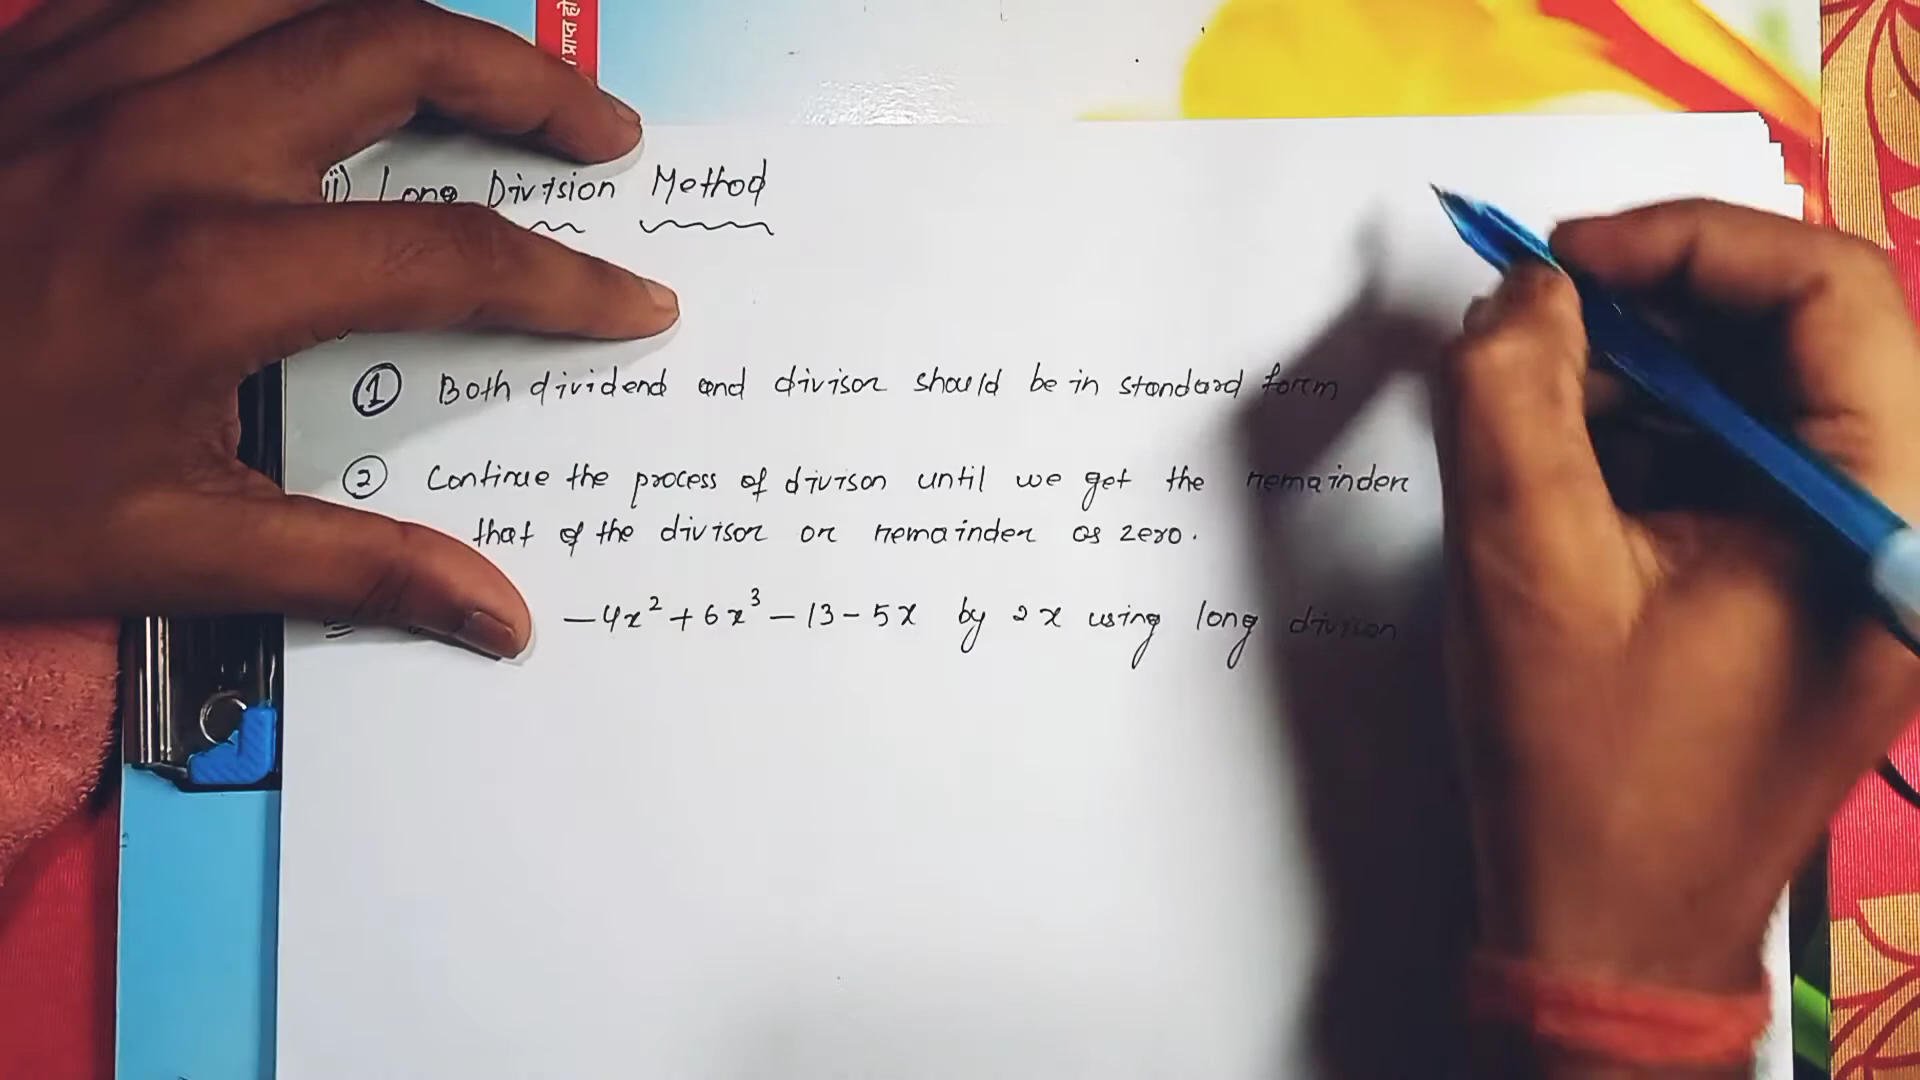 प्राप्त हो
ii) Long Division Method
① Both dividend and divisor should be in standard form
② Continue the process of divison until we get the remainder
that of the divisor or remainder as zero.
-4x² + 6x³ - 13 - 5x by 2x using long divison